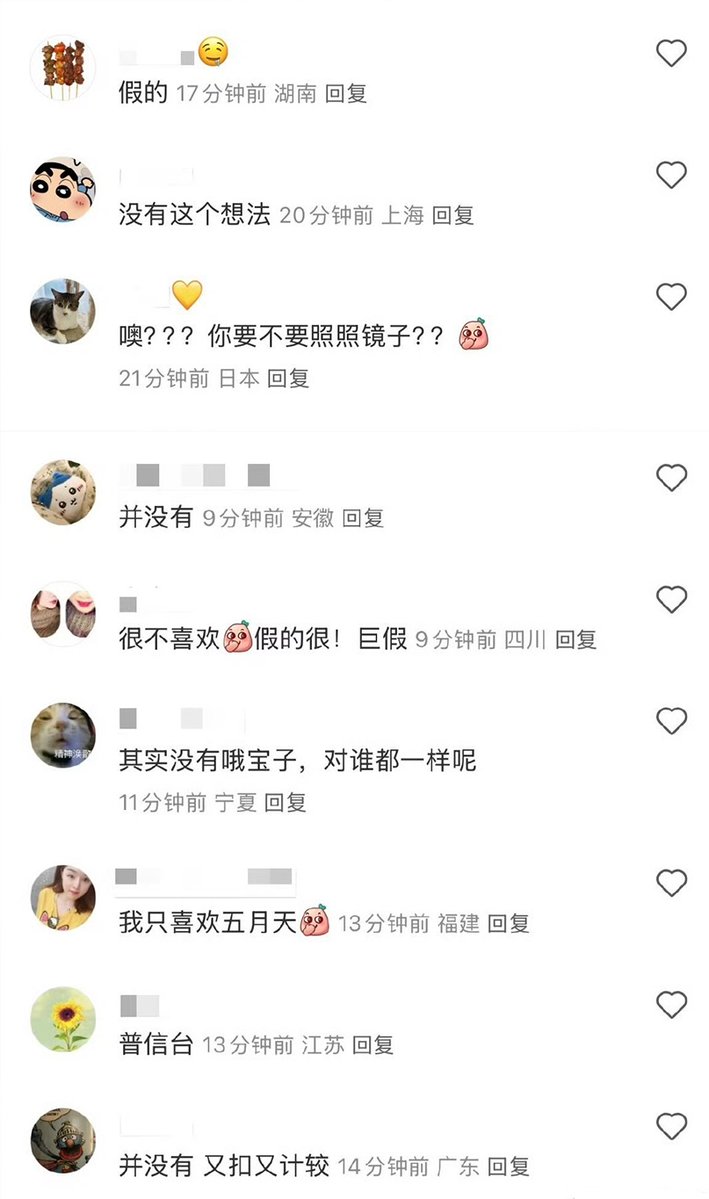 假的 17分钟前 湖南 回复
没有这个想法 20分钟前 上海 回复
噢？？？你要不要照照镜子？？
21分钟前 日本 回复
并没有 9分钟前 安徽 回复
很不喜欢假的很！巨假 9分钟前 四川 回复
其实没有哦宝子，对谁都一样呢
11分钟前 宁夏 回复
我只喜欢五月天 13分钟前 福建 回复
普信台 13分钟前 江苏 回复
并没有 又扣又计较 14分钟前 广东 回复